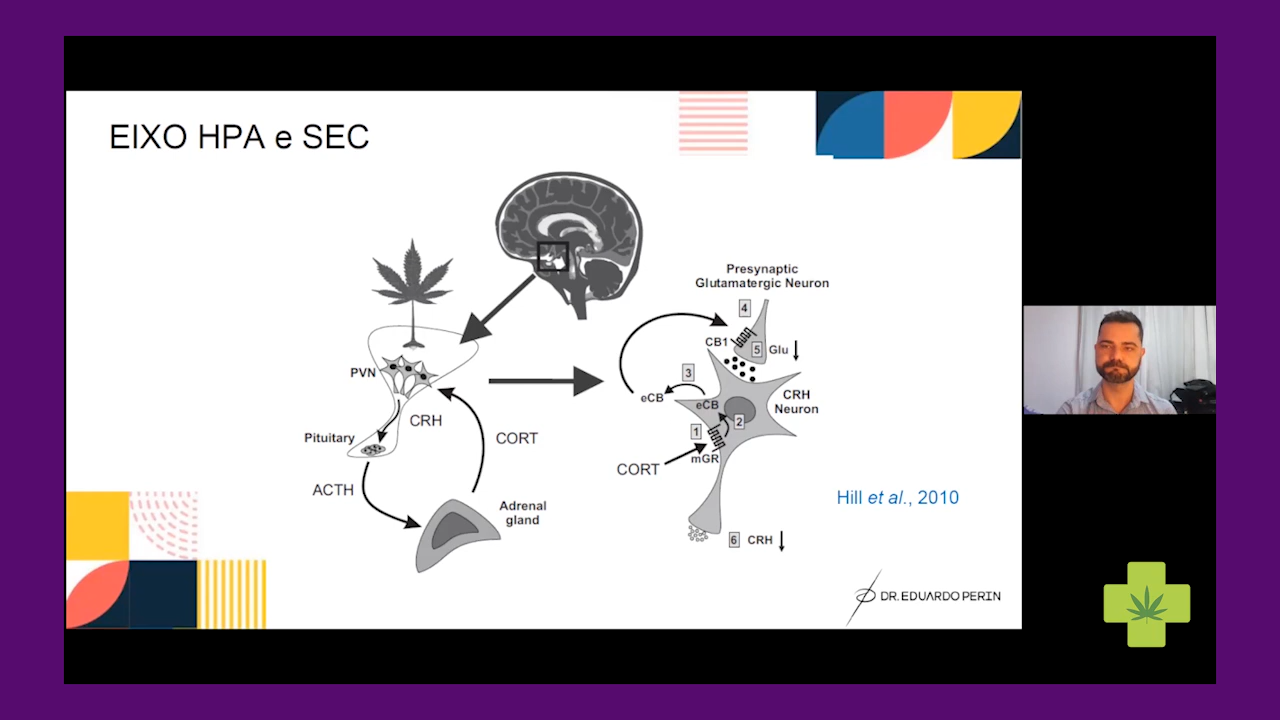 EIXO HPA e SEC
Presynaptic
Glutamatergic Neuron
4
CB1
5
Glu
PVN
3
CRH
Neuron
eCB
eCB
2
CRH
1
Pituitary
CORT
mGR
CORT
ACTH
Adrenal
gland
Hill et al., 2010
6 CRH
DR. EDUARDO PERIN